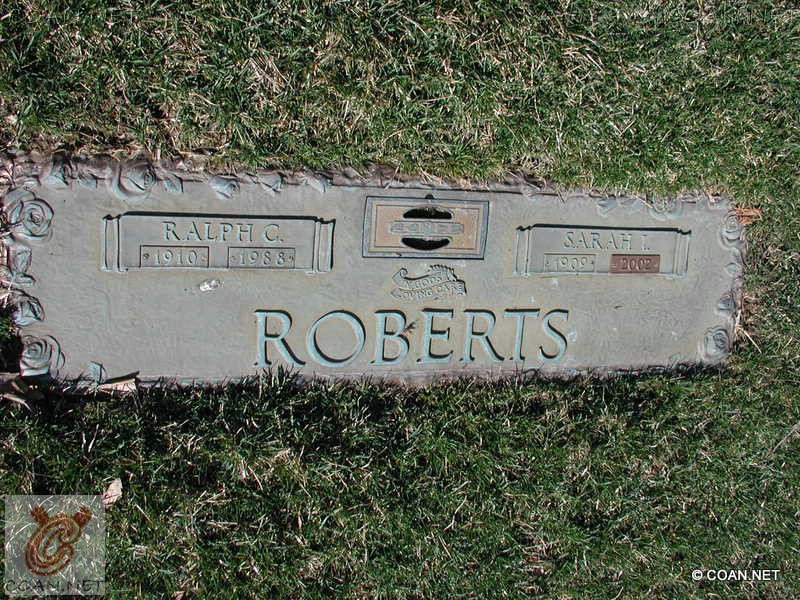 RALPH C.
1910 1988
SARAH I.
1909 2002
IN GOD'S
LOVING CARE
ROBERTS
COAN.NET
© COAN.NET